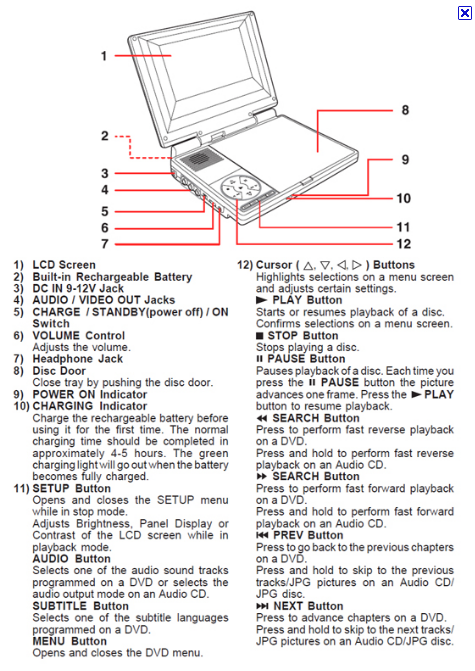 1
2
3
4
5
6
7
8
9
10
11
12
1) LCD Screen
2) Built-in Rechargeable Battery
3) DC IN 9-12V Jack
4) AUDIO / VIDEO OUT Jacks
5) CHARGE / STANDBY(power off) / ON
Switch
6) VOLUME Control
Adjusts the volume.
7) Headphone Jack
8) Disc Door
Close tray by pushing the disc door.
9) POWER ON Indicator
10) CHARGING Indicator
Charge the rechargeable battery before
using it for the first time. The normal
charging time should be completed in
approximately 4-5 hours. The green
charging light will go out when the battery
becomes fully charged.
11) SETUP Button
Opens and closes the SETUP menu
while in stop mode.
Adjusts Brightness, Panel Display or
Contrast of the LCD screen while in
playback mode.
AUDIO Button
Selects one of the audio sound tracks
programmed on a DVD or selects the
audio output mode on an Audio CD.
SUBTITLE Button
Selects one of the subtitle languages
programmed on a DVD.
MENU Button
Opens and closes the DVD menu.
12) Cursor ( △, ▽, ◁, ▷ ) Buttons
Highlights selections on a menu screen
and adjusts certain settings.
▶ PLAY Button
Starts or resumes playback of a disc.
Confirms selections on a menu screen.
■ STOP Button
Stops playing a disc.
⏸ PAUSE Button
Pauses playback of a disc. Each time you
press the ⏸ PAUSE button the picture
advances one frame. Press the ▶ PLAY
button to resume playback.
◀◀ SEARCH Button
Press to perform fast reverse playback
on a DVD.
Press and hold to perform fast reverse
playback on an Audio CD.
▶▶ SEARCH Button
Press to perform fast forward playback
on a DVD.
Press and hold to perform fast forward
playback on an Audio CD.
⏮ PREV Button
Press to go back to the previous chapters
on a DVD.
Press and hold to skip to the previous
tracks/JPG pictures on an Audio CD/
JPG disc.
⏭ NEXT Button
Press to advance chapters on a DVD.
Press and hold to skip to the next tracks/
JPG pictures on an Audio CD/JPG disc.